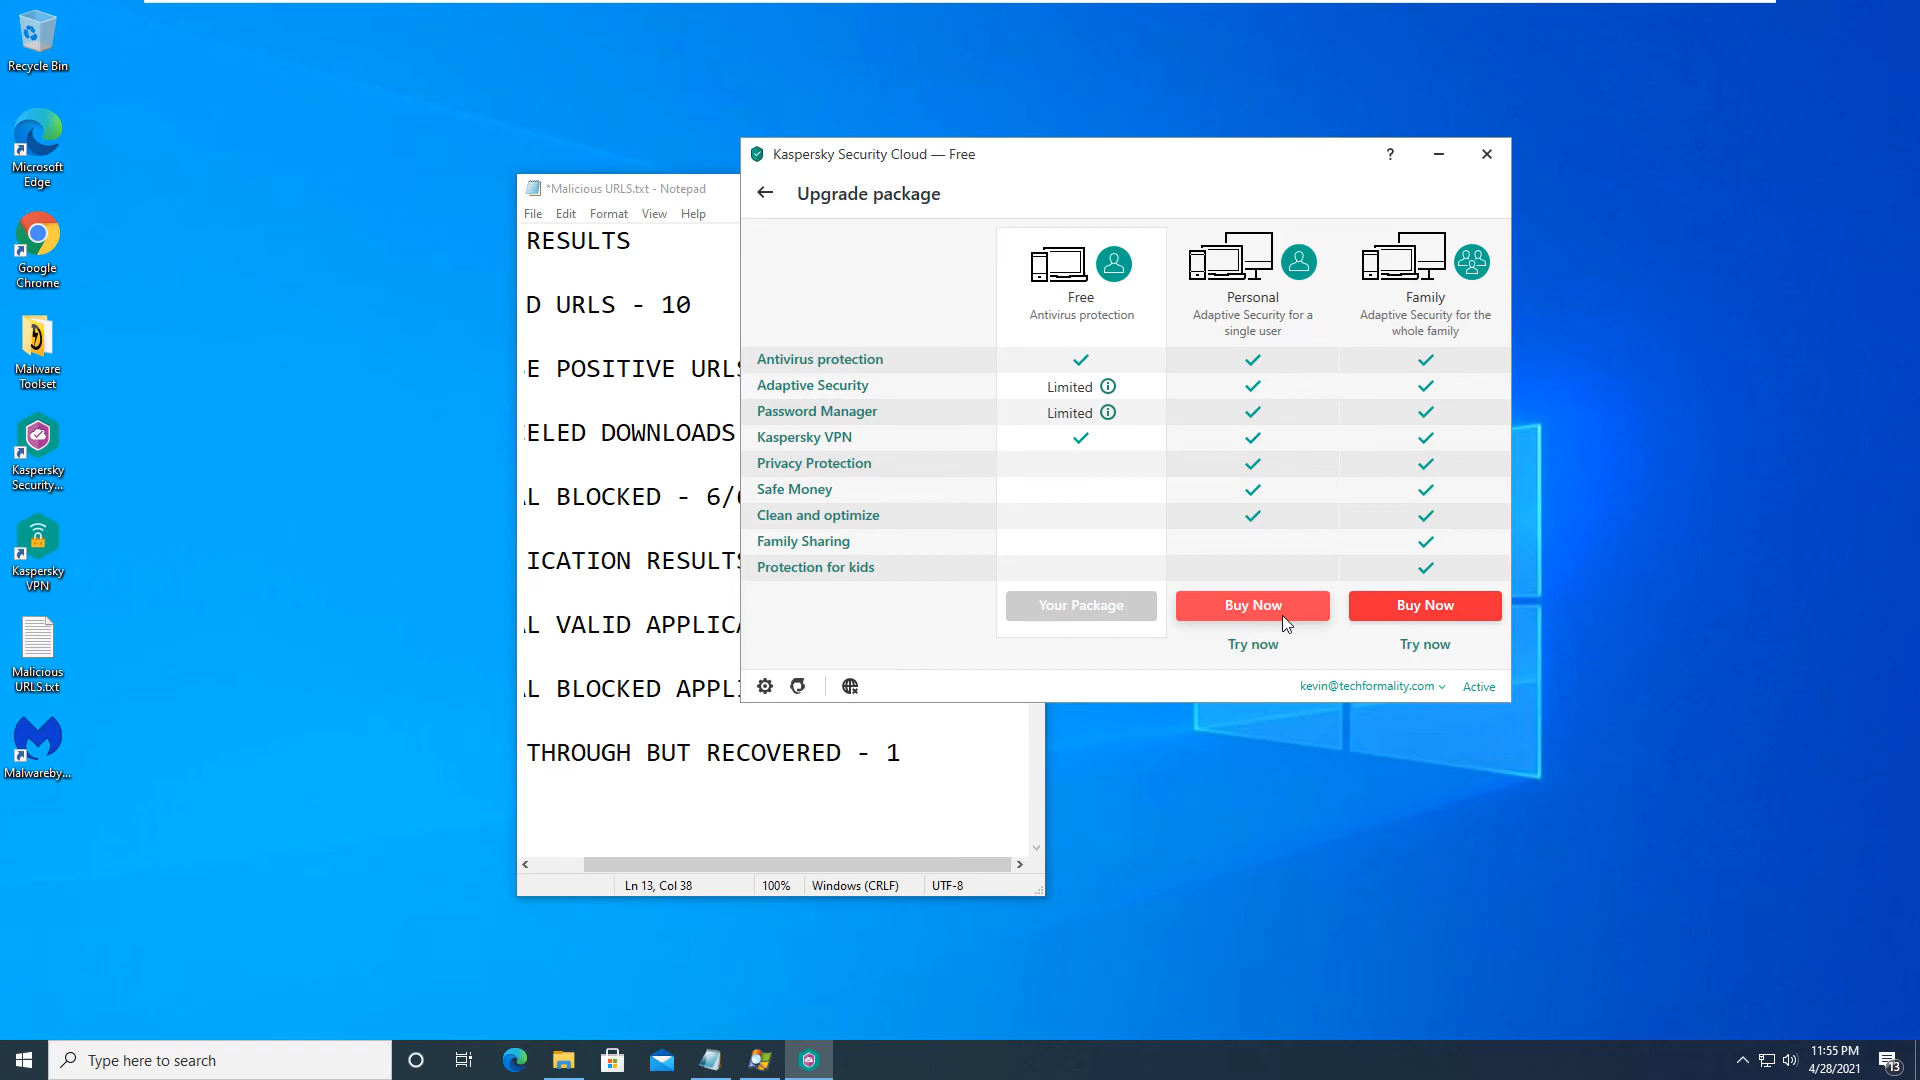 Recycle Bin
Microsoft
Edge
Google
Chrome
Malware
Toolset
Kaspersky
Security...
Kaspersky
VPN
Malicious
URLS.txt
Malwareby...
*Malicious URLS.txt - Notepad
File Edit Format View Help
RESULTS
D URLS - 10
E POSITIVE URLS
ELED DOWNLOADS
L BLOCKED - 6/
ICATION RESULTS
L VALID APPLICA
L BLOCKED APPLI
THROUGH BUT RECOVERED - 1
Ln 13, Col 38 100% Windows (CRLF) UTF-8
Kaspersky Security Cloud — Free
?
Upgrade package
Free
Antivirus protection
Personal
Adaptive Security for a
single user
Family
Adaptive Security for the
whole family
Antivirus protection
Adaptive Security Limited
Password Manager Limited
Kaspersky VPN
Privacy Protection
Safe Money
Clean and optimize
Family Sharing
Protection for kids
Your Package Buy Now Buy Now
Try now Try now
kevin@techformality.com Active
Type here to search
11:55 PM
4/28/2021
13